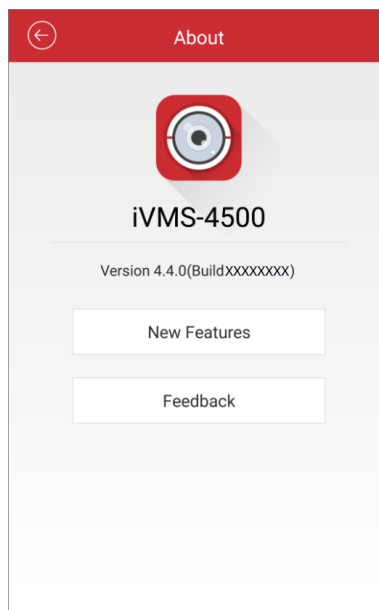 About
iVMS-4500
Version 4.4.0(BuildXXXXXXXX)
New Features
Feedback